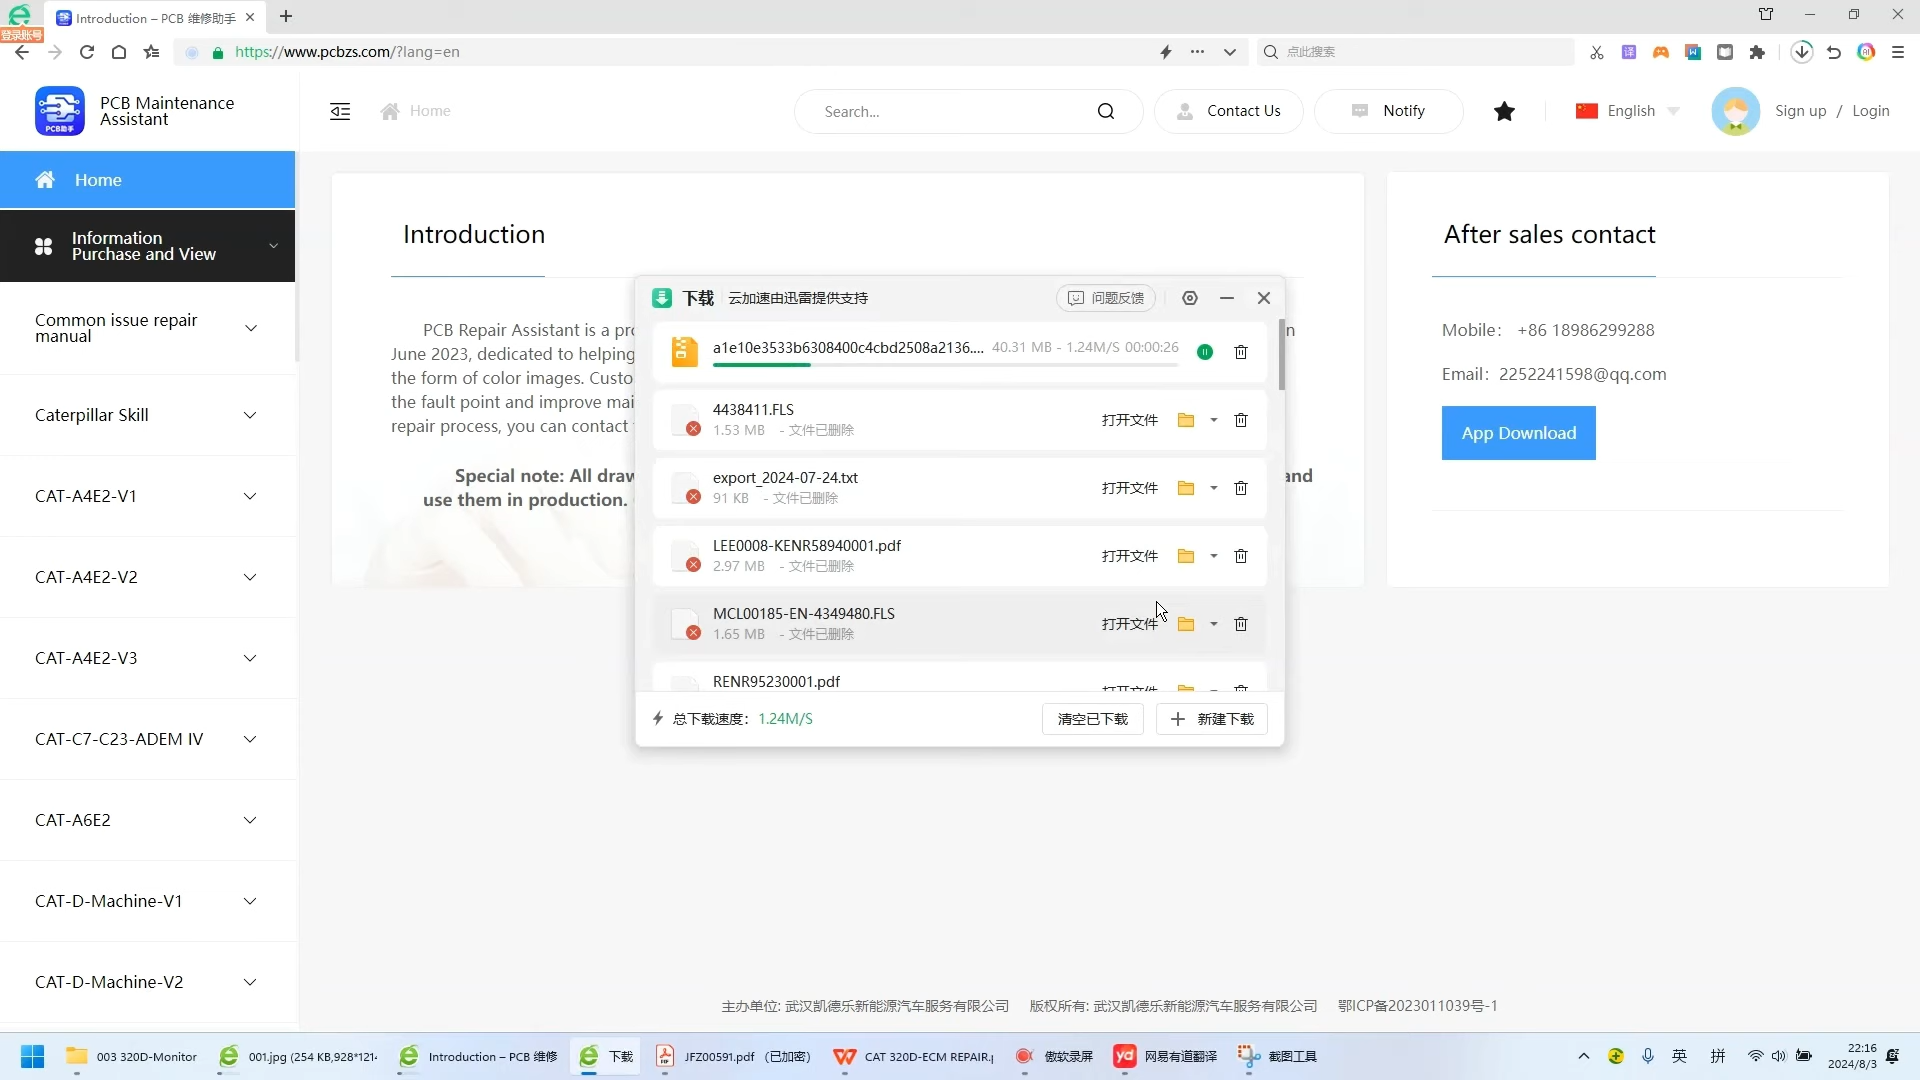 Introduction – PCB 维修助手
登录账号
https://www.pcbzs.com/?lang=en
点此搜索
PCB Maintenance
Assistant
PCB助手
Home
Search...
Contact Us
Notify
English
Sign up / Login
Home
Information
Purchase and View
Common issue repair
manual
Caterpillar Skill
CAT-A4E2-V1
CAT-A4E2-V2
CAT-A4E2-V3
CAT-C7-C23-ADEM IV
CAT-A6E2
CAT-D-Machine-V1
CAT-D-Machine-V2
Introduction
PCB Repair Assistant is a pro
June 2023, dedicated to helping
the form of color images. Custo
the fault point and improve mai
repair process, you can contact
Special note: All draw
and
use them in production.
下载 云加速由迅雷提供支持
问题反馈
a1e10e3533b6308400c4cbd2508a2136.... 40.31 MB - 1.24M/S 00:00:26
4438411.FLS
1.53 MB - 文件已删除
打开文件
export_2024-07-24.txt
91 KB - 文件已删除
打开文件
LEE0008-KENR58940001.pdf
2.97 MB - 文件已删除
打开文件
MCL00185-EN-4349480.FLS
1.65 MB - 文件已删除
打开文件
RENR95230001.pdf
打开文件
总下载速度: 1.24M/S
清空已下载
新建下载
After sales contact
Mobile: +86 18986299288
Email: 2252241598@qq.com
App Download
主办单位: 武汉凯德乐新能源汽车服务有限公司 版权所有: 武汉凯德乐新能源汽车服务有限公司 鄂ICP备2023011039号-1
003 320D-Monitor
001.jpg (254 KB,928*121
Introduction – PCB 维修
下载
JFZ00591.pdf (已加密)
CAT 320D-ECM REPAIR.p
傲软录屏
yd
网易有道翻译
截图工具
英
拼
22:16
2024/8/3